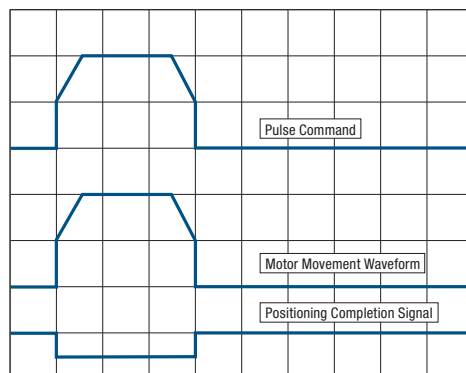 Pulse Command
Motor Movement Waveform
Positioning Completion Signal